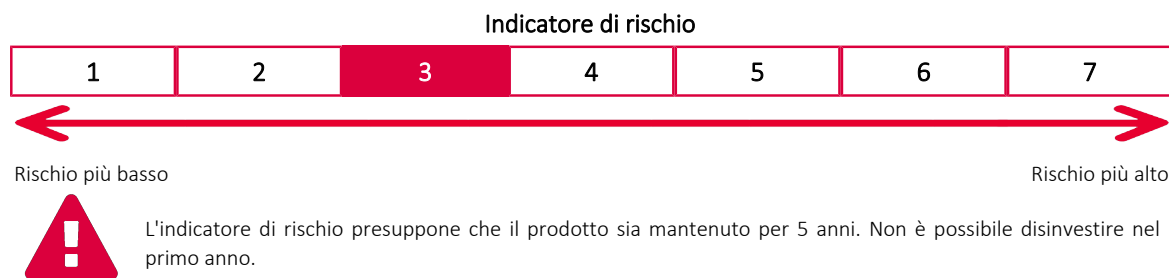 Indicatore di rischio
1 2 3 4 5 6 7
Rischio più basso Rischio più alto
L'indicatore di rischio presuppone che il prodotto sia mantenuto per 5 anni. Non è possibile disinvestire nel
primo anno.